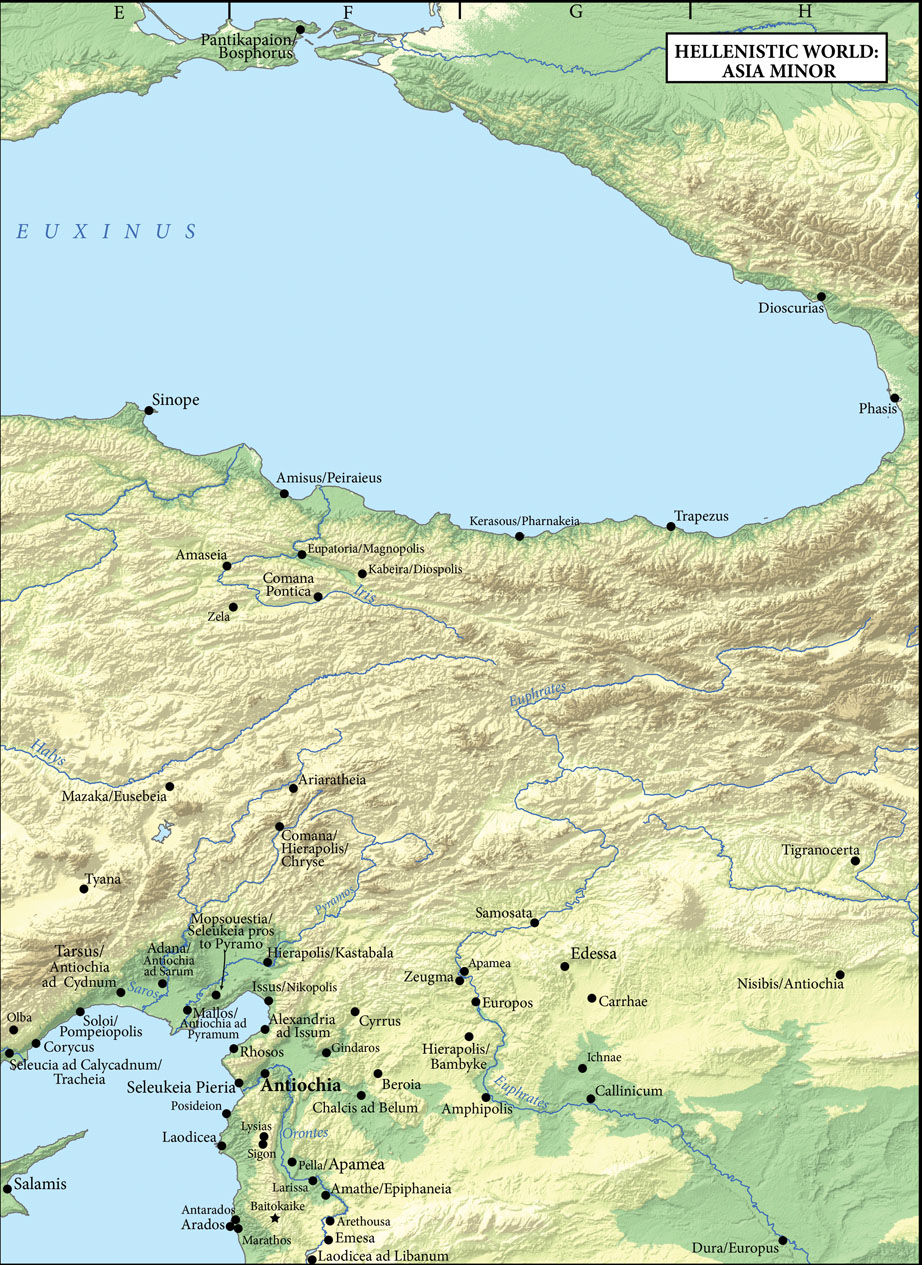 E
F
G
H
HELLENISTIC WORLD:
ASIA MINOR
Pantikapaion/
Bosphorus
EUXINUS
Dioscurias
Phasis
Sinope
Amisus/Peiraieus
Kerasous/Pharnakeia
Trapezus
Amaseia
Eupatoria/Magnopolis
Kabeira/Diospolis
Comana
Pontica
Iris
Zela
Euphrates
Halys
Mazaka/Eusebeia
Ariaratheia
Comana/
Hierapolis/
Chryse
Tigranocerta
Tyana
Pyramos
Samosata
Mopsouestia/
Seleukeia pros
to Pyramo
Tarsus/
Antiochia
ad Cydnum
Adana/
Antiochia
ad Sarum
Hierapolis/Kastabala
Edessa
Apamea
Zeugma
Nisibis/Antiochia
Saros
Issus/Nikopolis
Europos
Carrhae
Olba
Soloi/
Pompeiopolis
Mallos/
Antiochia ad
Pyramum
Alexandria
ad Issum
Cyrrus
Corycus
Rhosos
Gindaros
Hierapolis/
Bambyke
Ichnae
Seleucia ad Calycadnum/
Tracheia
Seleukeia Pieria
Antiochia
Beroia
Euphrates
Callinicum
Posideion
Chalcis ad Belum
Amphipolis
Laodicea
Lysias
Orontes
Sigon
Pella/Apamea
Salamis
Larissa
Amathe/Epiphaneia
Baitokaike
Antarados
Arados
Arethousa
Marathos
Emesa
Dura/Europus
Laodicea ad Libanum